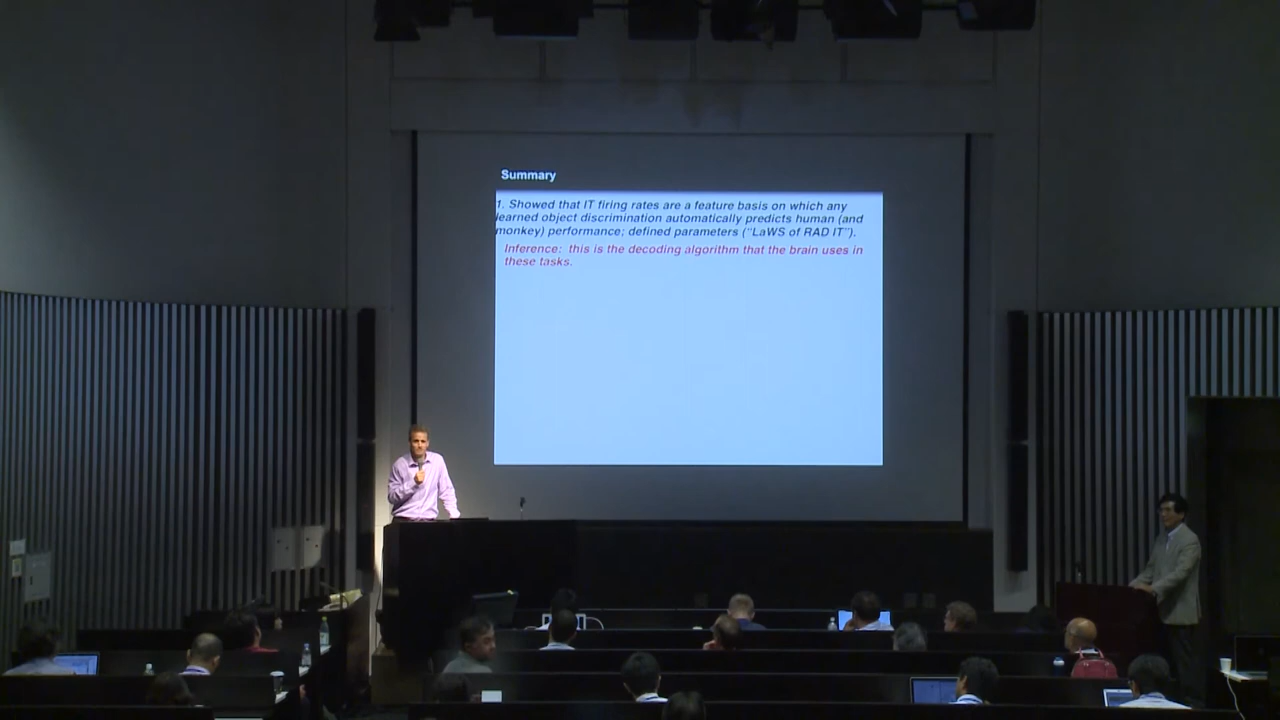 Summary
1. Showed that IT firing rates are a feature basis on which any
learned object discrimination automatically predicts human (and
monkey) performance; defined parameters ("LaWS of RAD IT").
Inference: this is the decoding algorithm that the brain uses in
these tasks.